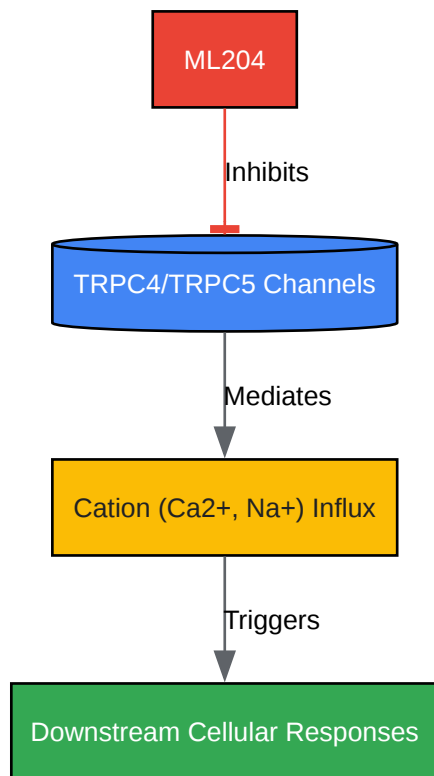 ML204
Inhibits
TRPC4/TRPC5 Channels
Mediates
Cation (Ca2+, Na+) Influx
Triggers
Downstream Cellular Responses